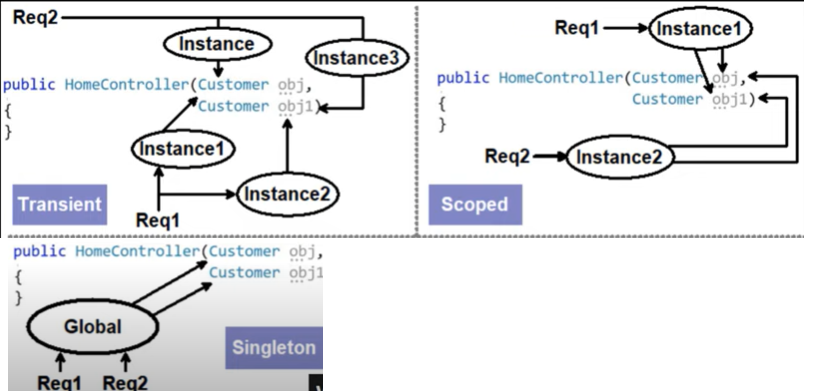 Req2
Instance
Instance3
public HomeController(Customer obj,
Customer obj1)
{
}
Instance1
Instance2
Transient
Req1
Req1
Instance1
public HomeController(Customer obj,
Customer obj1)
{
}
Req2
Instance2
Scoped
public HomeController(Customer obj,
Customer obj1
{
}
Global
Singleton
Req1 Req2